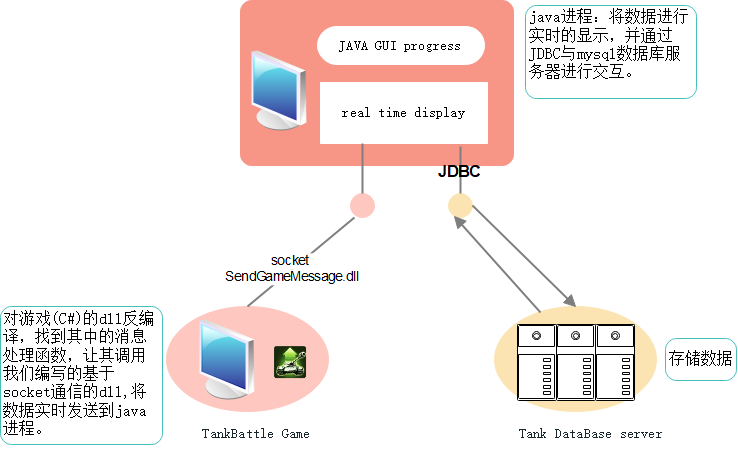 java进程：将数据进行
实时的显示，并通过
JDBC与mysql数据库服
务器进行交互。
JAVA GUI progress
real time display
JDBC
socket
SendGameMessage.dll
对游戏(C#)的dll反编
译，找到其中的消息
处理函数，让其调用
我们编写的基于
socket通信的dll,将
数据实时发送到java
进程。
存储数据
TankBattle Game
Tank DataBase server